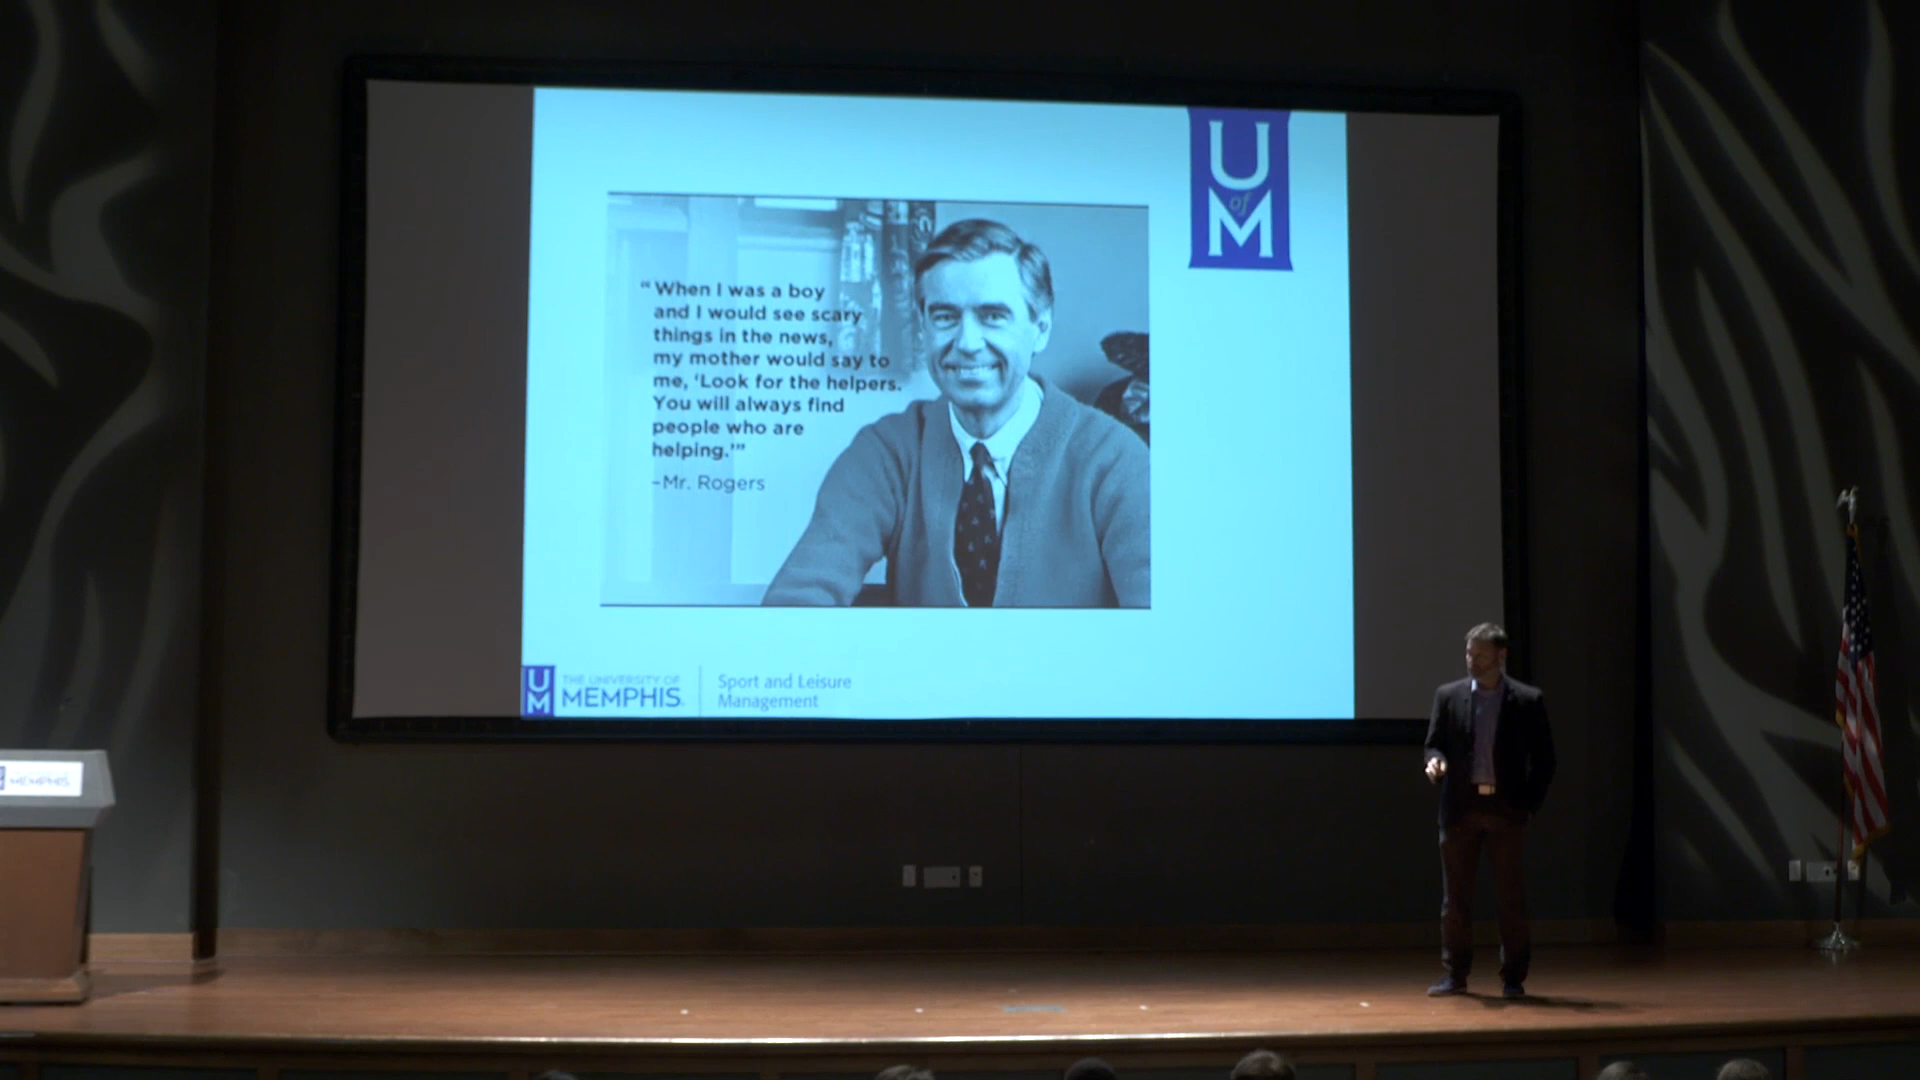 U
of
M
“ When I was a boy
and I would see scary
things in the news,
my mother would say to
me, ‘Look for the helpers.
You will always find
people who are
helping.’”
–Mr. Rogers
U
M
THE UNIVERSITY OF
MEMPHIS
Sport and Leisure
Management
MEMPHIS